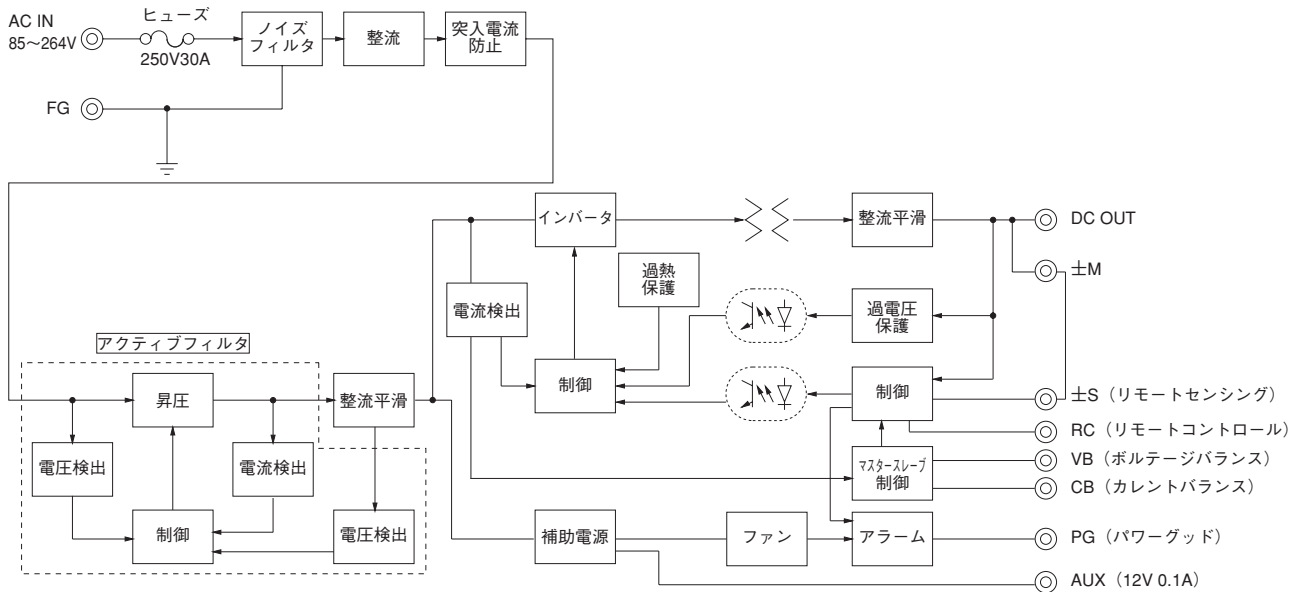 AC IN
85〜264V
ヒューズ
250V30A
ノイズ
フィルタ
整流
突入電流
防止
FG
インバータ
整流平滑
DC OUT
±M
過熱
保護
電流検出
過電圧
保護
制御
制御
±S（リモートセンシング）
RC（リモートコントロール）
マスタースレーブ
制御
VB（ボルテージバランス）
CB（カレントバランス）
アクティブフィルタ
昇圧
整流平滑
電圧検出
電流検出
制御
電圧検出
補助電源
ファン
アラーム
PG（パワーグッド）
AUX（12V 0.1A）